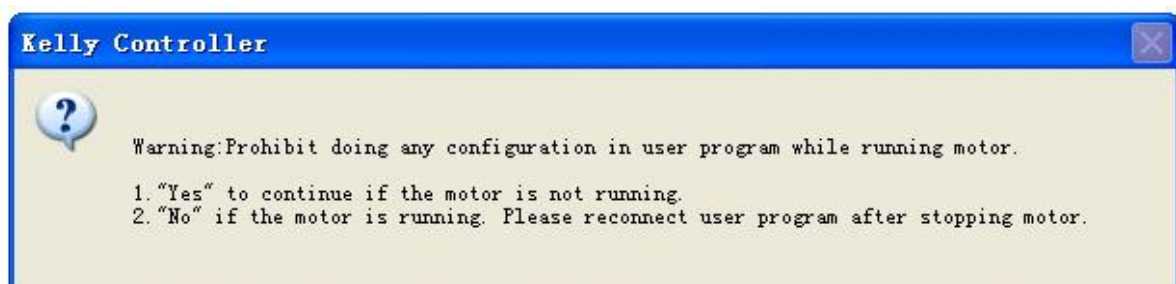 Kelly Controller
?
Warning:Prohibit doing any configuration in user program while running motor.
1."Yes" to continue if the motor is not running.
2."No" if the motor is running. Please reconnect user program after stopping motor.